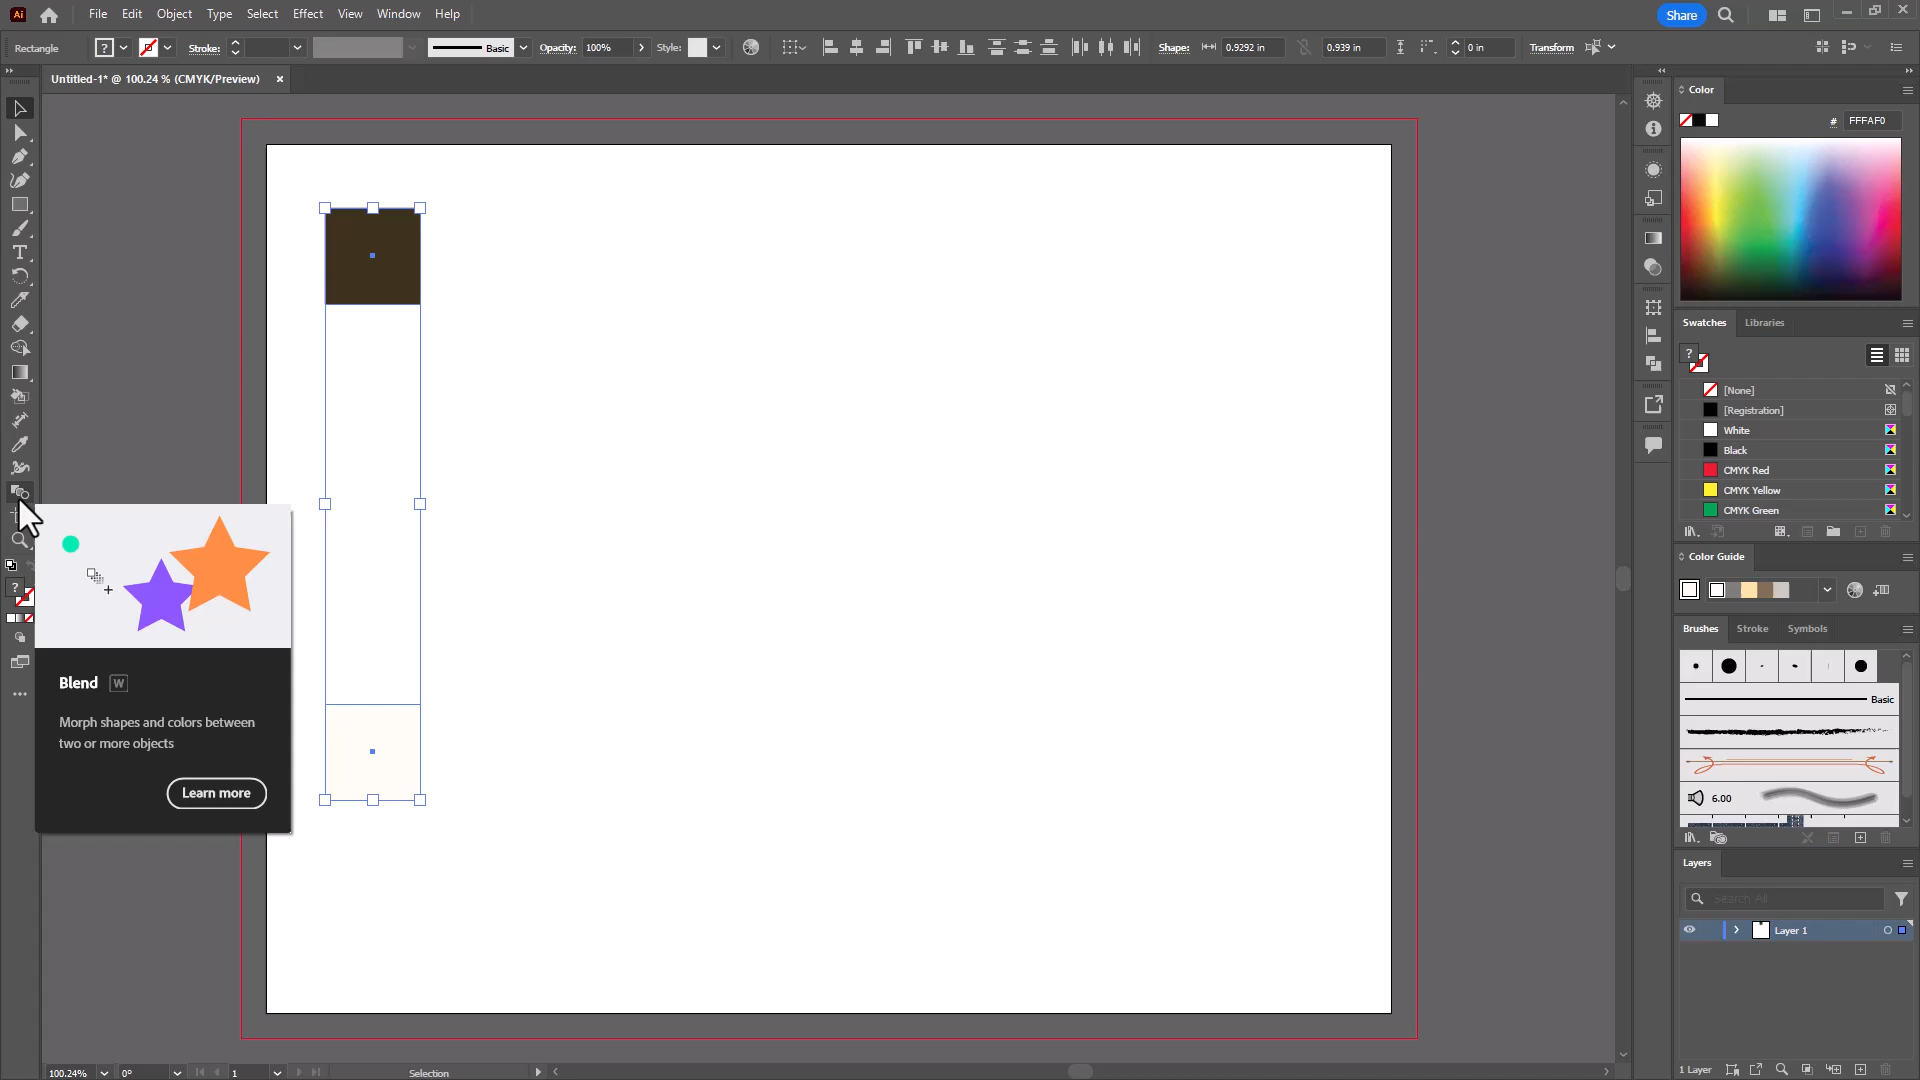 Ai File Edit Object Type Select Effect View Window Help Share
Rectangle ? Stroke: Basic Opacity: 100% Style: Shape: 0.9292 in 0.939 in 0 in Transform
Untitled-1* @ 100.24 % (CMYK/Preview) ×
Color
# FFFAF0
Swatches Libraries
?
[None]
[Registration]
White
Black
CMYK Red
CMYK Yellow
CMYK Green
Color Guide
Brushes Stroke Symbols
Basic
6.00
Layers
Search All
Layer 1
1 Layer
T
?
Blend W
Morph shapes and colors between
two or more objects
Learn more
100.24% 0° 1 Selection